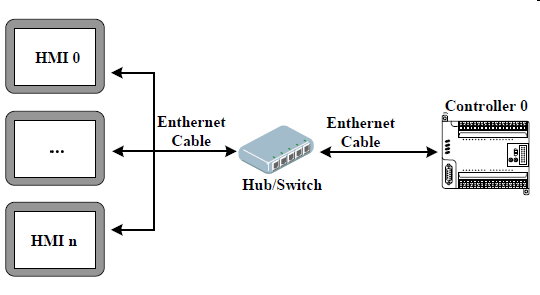 HMI 0
...
HMI n
Enthernet
Cable
Hub/Switch
Enthernet
Cable
Controller 0